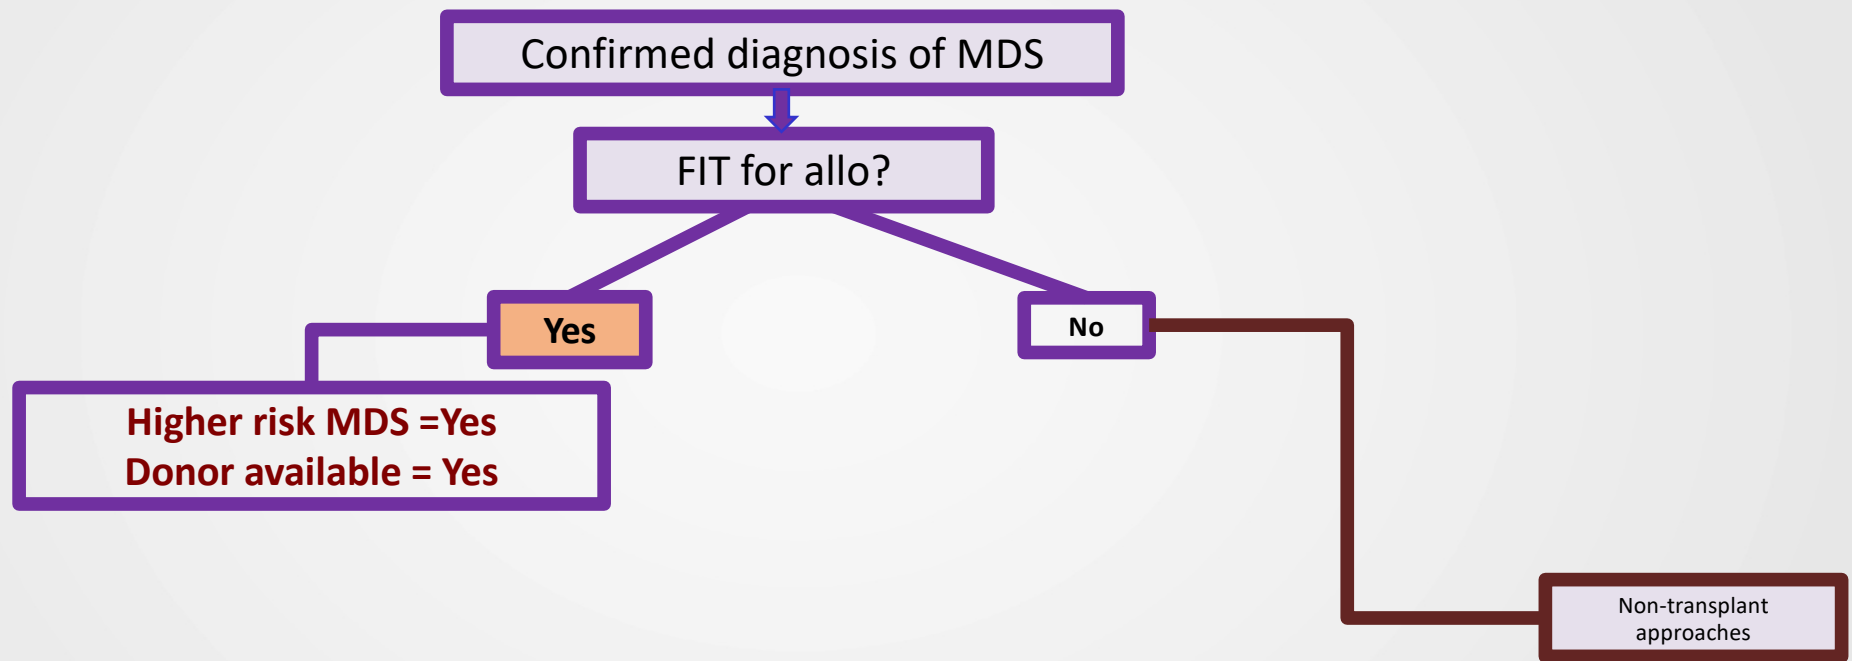 Confirmed diagnosis of MDS
FIT for allo?
Yes
No
Higher risk MDS =Yes
Donor available = Yes
Non-transplant
approaches